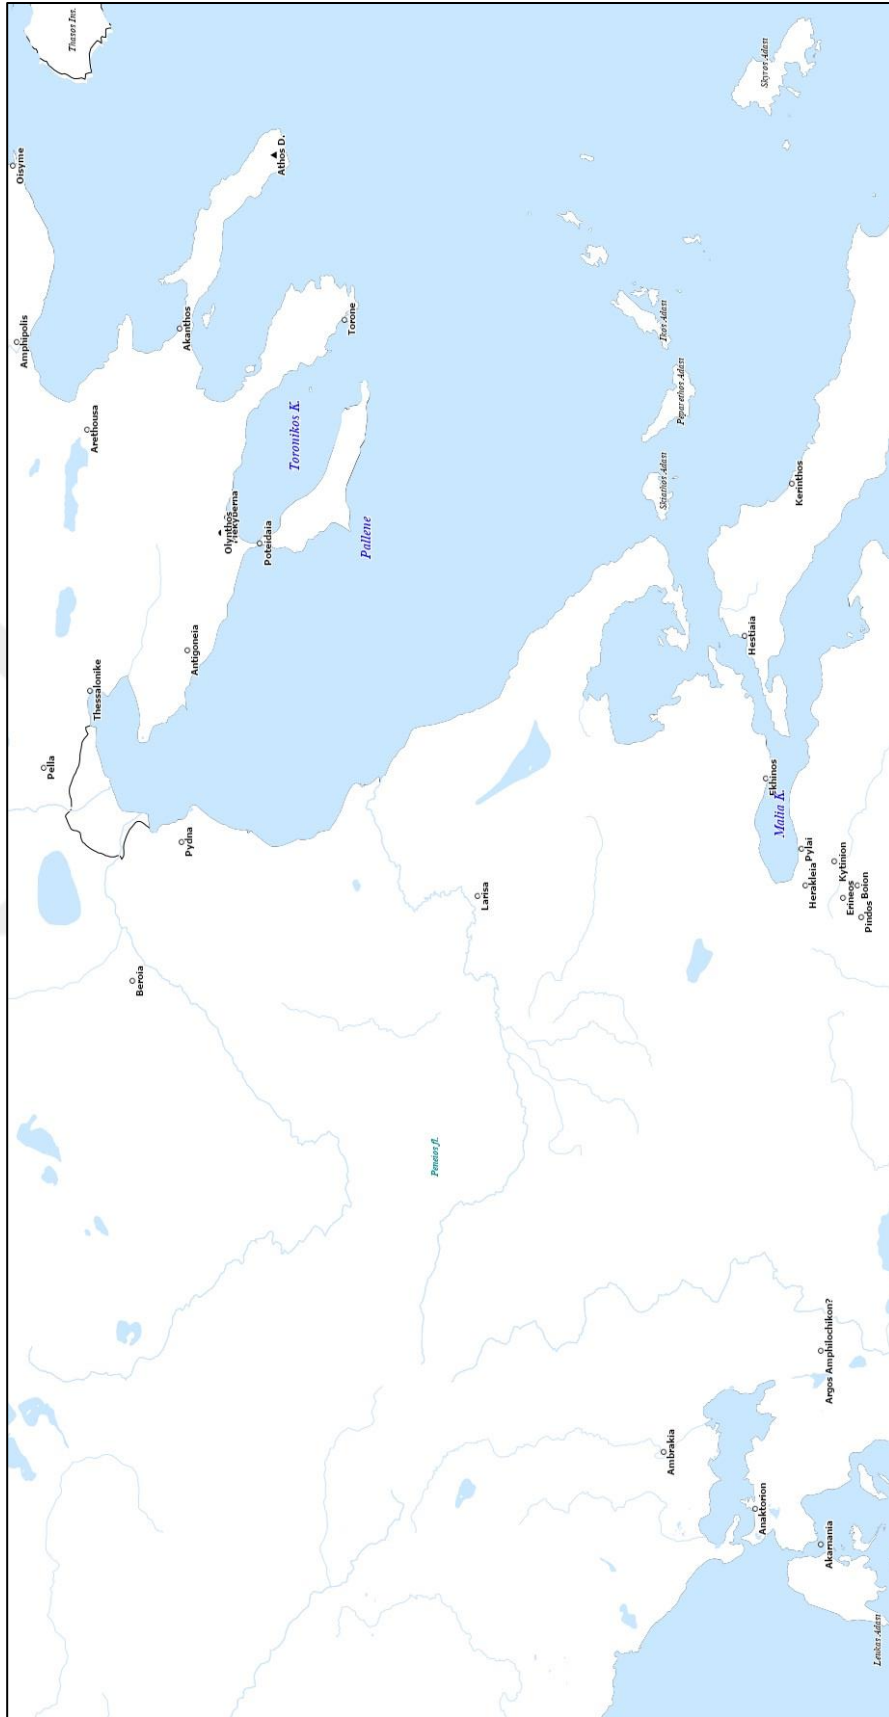 Amphipolis
Oisyme
Pella
Thasos Ins.
Arethousa
Thessalonike
Beroia
Akanthos
Pydna
Antigoneia
Olynthos
Poteidaia
Athos D.
Toronikos K.
Torone
Pallene
Peneios fl.
Larisa
Skiathos Adası
Ikos Adası
Ambrakia
Peparethos Adası
Hestiaia
Anaktorion
Skyros Adası
Ekhinos
Malia K.
Kerinthos
Herakleia
Pylai
Akarnania
Argos Amphilochikon?
Kytinion
Erineos
Boion
Pindos
Leukas Adası